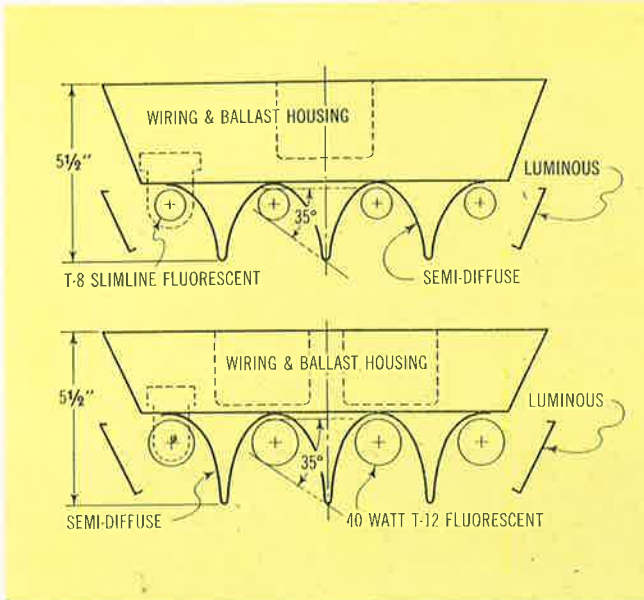 WIRING & BALLAST HOUSING
5½"
LUMINOUS
35°
T-8 SLIMLINE FLUORESCENT
SEMI-DIFFUSE
WIRING & BALLAST HOUSING
5½"
LUMINOUS
35°
SEMI-DIFFUSE
40 WATT T-12 FLUORESCENT